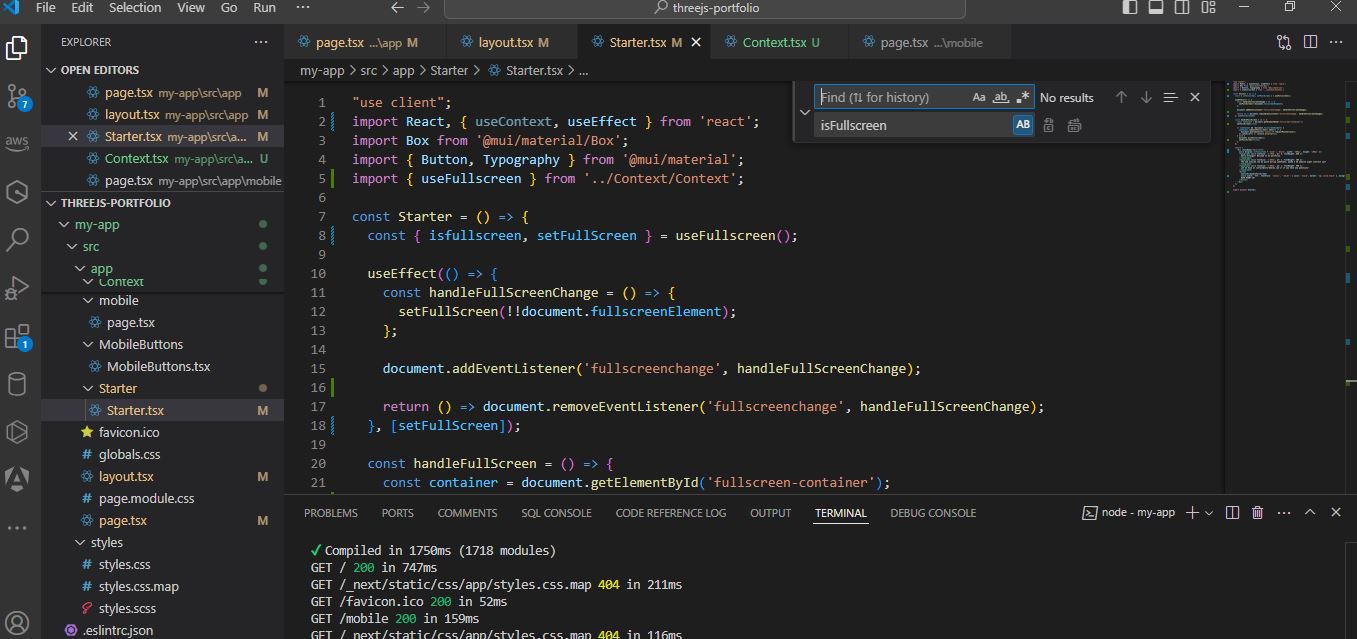 File Edit Selection View Go Run ··· threejs-portfolio
EXPLORER ···
OPEN EDITORS
page.tsx my-app\src\app M
layout.tsx my-app\src\app M
Starter.tsx my-app\src\a... M
Context.tsx my-app\src\a... U
page.tsx my-app\src\app\mobile
THREEJS-PORTFOLIO
my-app
src
app
Context
mobile
page.tsx
MobileButtons
MobileButtons.tsx
Starter
Starter.tsx M
favicon.ico
# globals.css
layout.tsx M
# page.module.css
page.tsx M
styles
# styles.css
# styles.css.map
styles.scss
.eslintrc.json
7
aws
1
page.tsx ...\app M layout.tsx M Starter.tsx M Context.tsx U page.tsx ...\mobile
my-app > src > app > Starter > Starter.tsx > ...
Find (⇅ for history) Aa ab .* No results
isFullscreen AB
1 "use client";
2 import React, { useContext, useEffect } from 'react';
3 import Box from '@mui/material/Box';
4 import { Button, Typography } from '@mui/material';
5 import { useFullscreen } from '../Context/Context';
6
7 const Starter = () => {
8 const { isfullscreen, setFullScreen } = useFullscreen();
9
10 useEffect(() => {
11 const handleFullScreenChange = () => {
12 setFullScreen(!!document.fullscreenElement);
13 };
14
15 document.addEventListener('fullscreenchange', handleFullScreenChange);
16
17 return () => document.removeEventListener('fullscreenchange', handleFullScreenChange);
18 }, [setFullScreen]);
19
20 const handleFullScreen = () => {
21 const container = document.getElementById('fullscreen-container');
PROBLEMS PORTS COMMENTS SQL CONSOLE CODE REFERENCE LOG OUTPUT TERMINAL DEBUG CONSOLE node - my-app
✓ Compiled in 1750ms (1718 modules)
GET / 200 in 747ms
GET /_next/static/css/app/styles.css.map 404 in 211ms
GET /favicon.ico 200 in 52ms
GET /mobile 200 in 159ms
GET /_next/static/css/app/styles.css.map 404 in 116ms